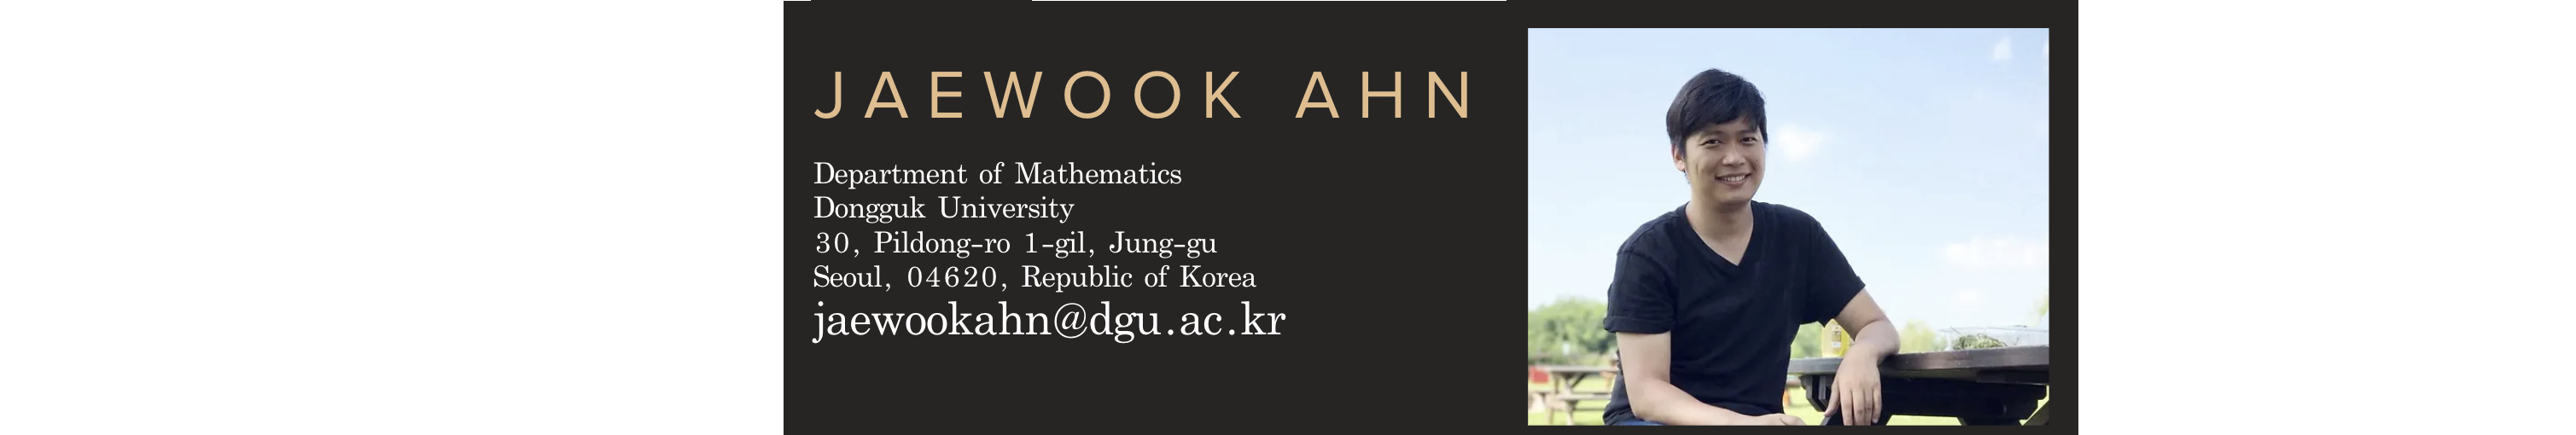 JAEWOOK AHN
Department of Mathematics
Dongguk University
30, Pildong-ro 1-gil, Jung-gu
Seoul, 04620, Republic of Korea
jaewookahn@dgu.ac.kr